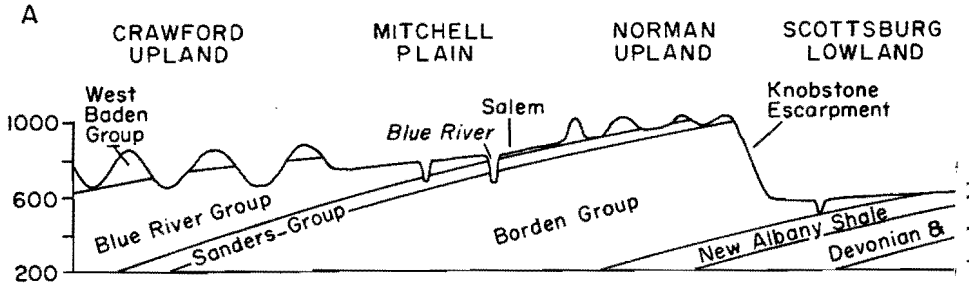 A
CRAWFORD
UPLAND
MITCHELL
PLAIN
NORMAN
UPLAND
SCOTTSBURG
LOWLAND
West
Baden
Group
Blue River
Salem
Knobstone
Escarpment
1000
600
200
Blue River Group
Sanders-Group
Borden Group
New Albany Shale
Devonian &